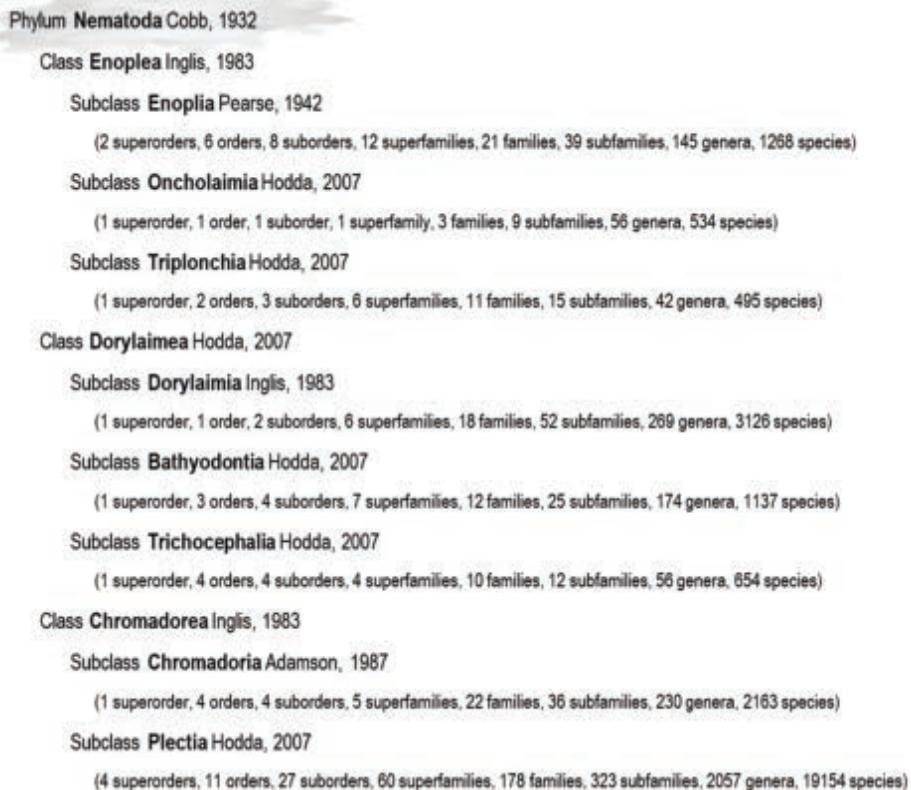 Phylum Nematoda Cobb, 1932
Class Enoplea Inglis, 1983
Subclass Enoplia Pearse, 1942
(2 superorders, 6 orders, 8 suborders, 12 superfamilies, 21 families, 39 subfamilies, 145 genera, 1268 species)
Subclass Oncholaimia Hodda, 2007
(1 superorder, 1 order, 1 suborder, 1 superfamily, 3 families, 9 subfamilies, 56 genera, 534 species)
Subclass Triplonchia Hodda, 2007
(1 superorder, 2 orders, 3 suborders, 6 superfamilies, 11 families, 15 subfamilies, 42 genera, 495 species)
Class Dorylaimea Hodda, 2007
Subclass Dorylaimia Inglis, 1983
(1 superorder, 1 order, 2 suborders, 6 superfamilies, 18 families, 52 subfamilies, 269 genera, 3126 species)
Subclass Bathyodontia Hodda, 2007
(1 superorder, 3 orders, 4 suborders, 7 superfamilies, 12 families, 25 subfamilies, 174 genera, 1137 species)
Subclass Trichocephalia Hodda, 2007
(1 superorder, 4 orders, 4 suborders, 4 superfamilies, 10 families, 12 subfamilies, 56 genera, 654 species)
Class Chromadorea Inglis, 1983
Subclass Chromadoria Adamson, 1987
(1 superorder, 4 orders, 4 suborders, 5 superfamilies, 22 families, 36 subfamilies, 230 genera, 2163 species)
Subclass Plectia Hodda, 2007
(4 superorders, 11 orders, 27 suborders, 60 superfamilies, 178 families, 323 subfamilies, 2057 genera, 19154 species)